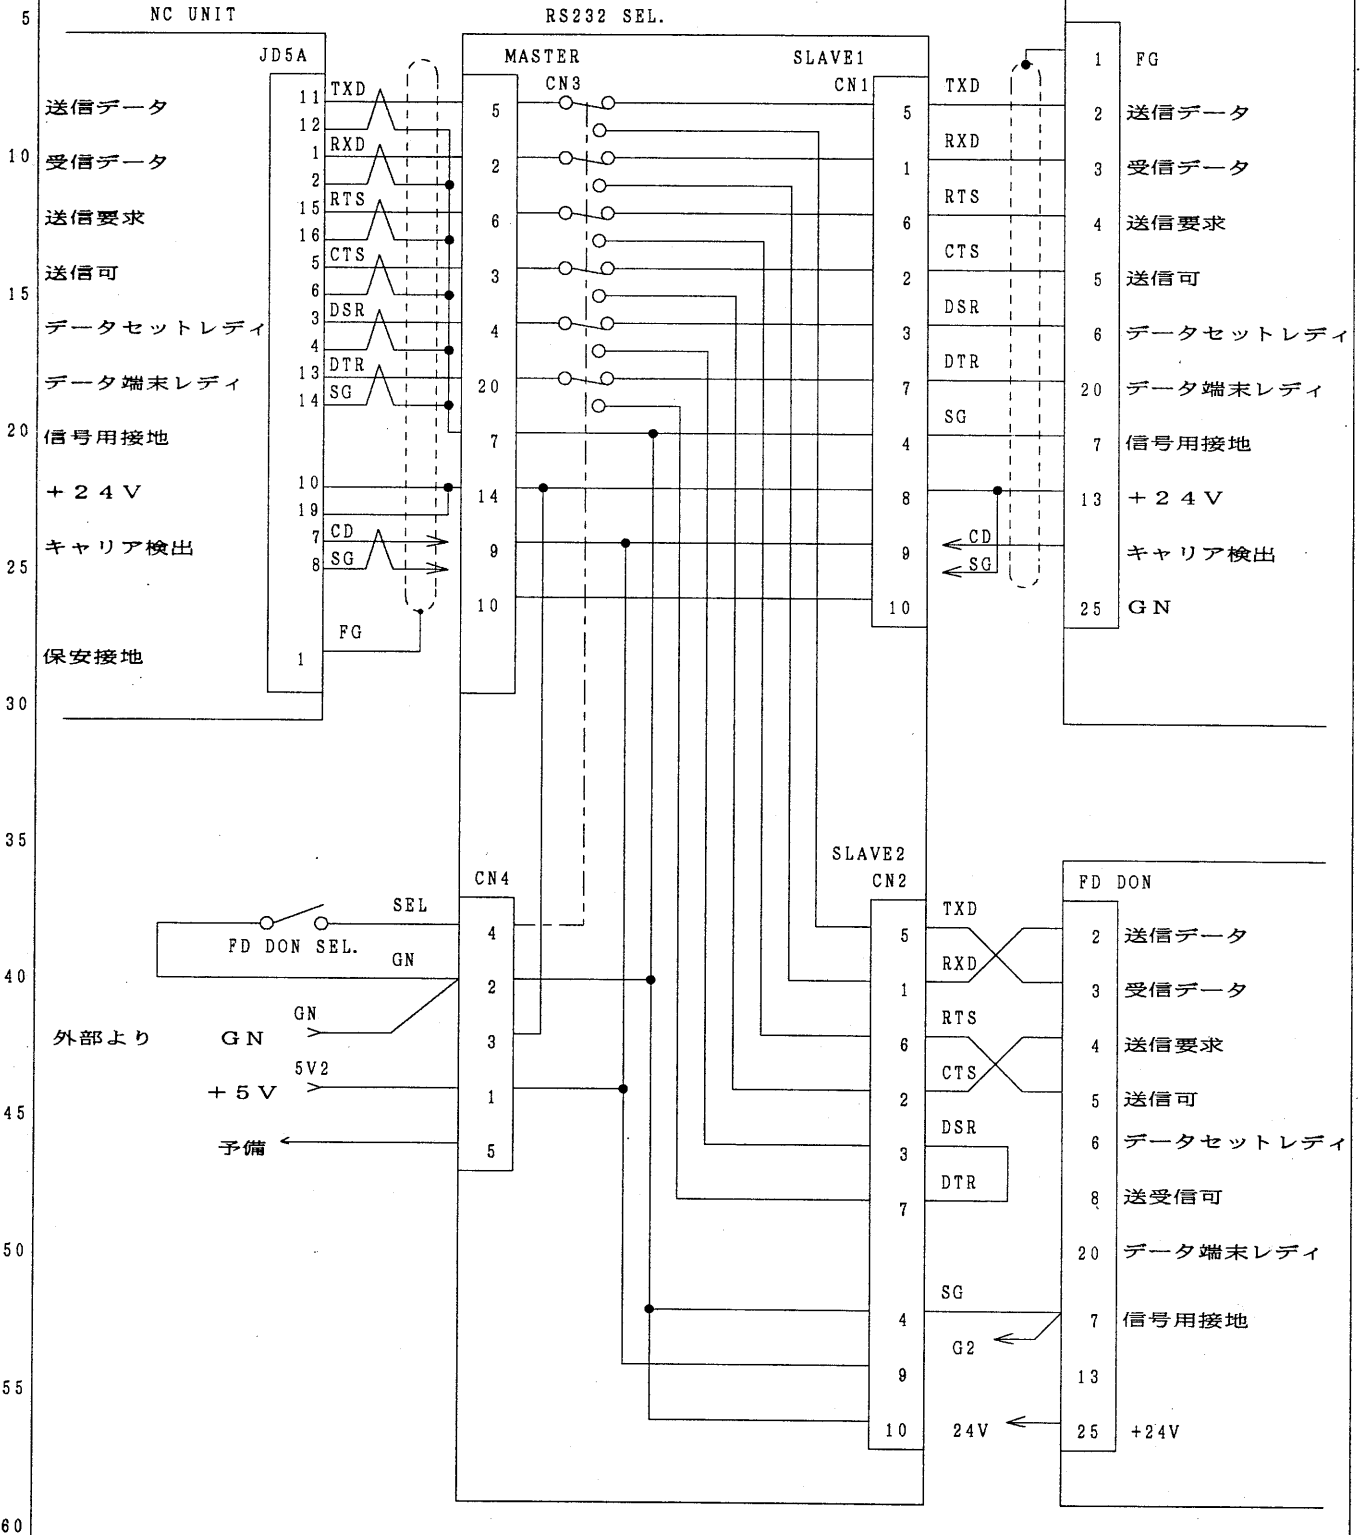 5 NC UNIT RS232 SEL.
JD5A MASTER SLAVE1 1 FG
CN3 CN1
送信データ 11 TXD 5 5 TXD 2 送信データ
12
10 受信データ 1 RXD 2 1 RXD 3 受信データ
2
送信要求 15 RTS 6 6 RTS 4 送信要求
16
送信可 5 CTS 3 2 CTS 5 送信可
15 6
データセットレディ 3 DSR 4 3 DSR 6 データセットレディ
4
データ端末レディ 13 DTR 20 7 DTR 20 データ端末レディ
14 SG
20 信号用接地 7 4 SG 7 信号用接地
+24V 10 14 8 13 +24V
19
キャリア検出 7 CD 9 9 CD キャリア検出
25 8 SG SG
10 10 25 GN
FG
保安接地 1
30
35
SLAVE2
CN4 CN2 FD DON
SEL 4 5 TXD 2 送信データ
FD DON SEL.
40 GN 2 1 RXD 3 受信データ
外部より GN GN 3 6 RTS 4 送信要求
+5V 5V2 1 2 CTS 5 送信可
45
予備 5 3 DSR 6 データセットレディ
7 DTR 8 送受信可
50 20 データ端末レディ
4 SG 7 信号用接地
G2
55 9 13
10 24V 25 +24V
60